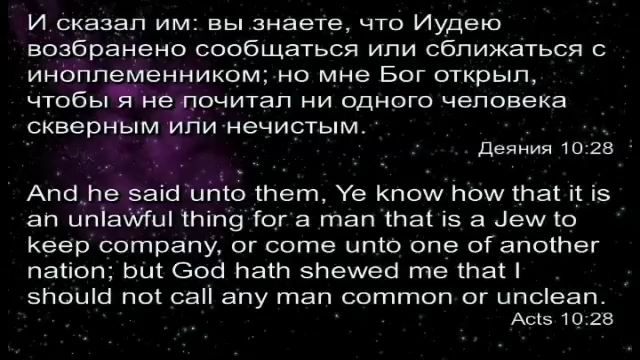 И сказал им: вы знаете, что Иудею
возбранено сообщаться или сближаться с
иноплеменником; но мне Бог открыл,
чтобы я не почитал ни одного человека
скверным или нечистым.
Деяния 10:28
And he said unto them, Ye know how that it is
an unlawful thing for a man that is a Jew to
keep company, or come unto one of another
nation; but God hath shewed me that I
should not call any man common or unclean.
Acts 10:28